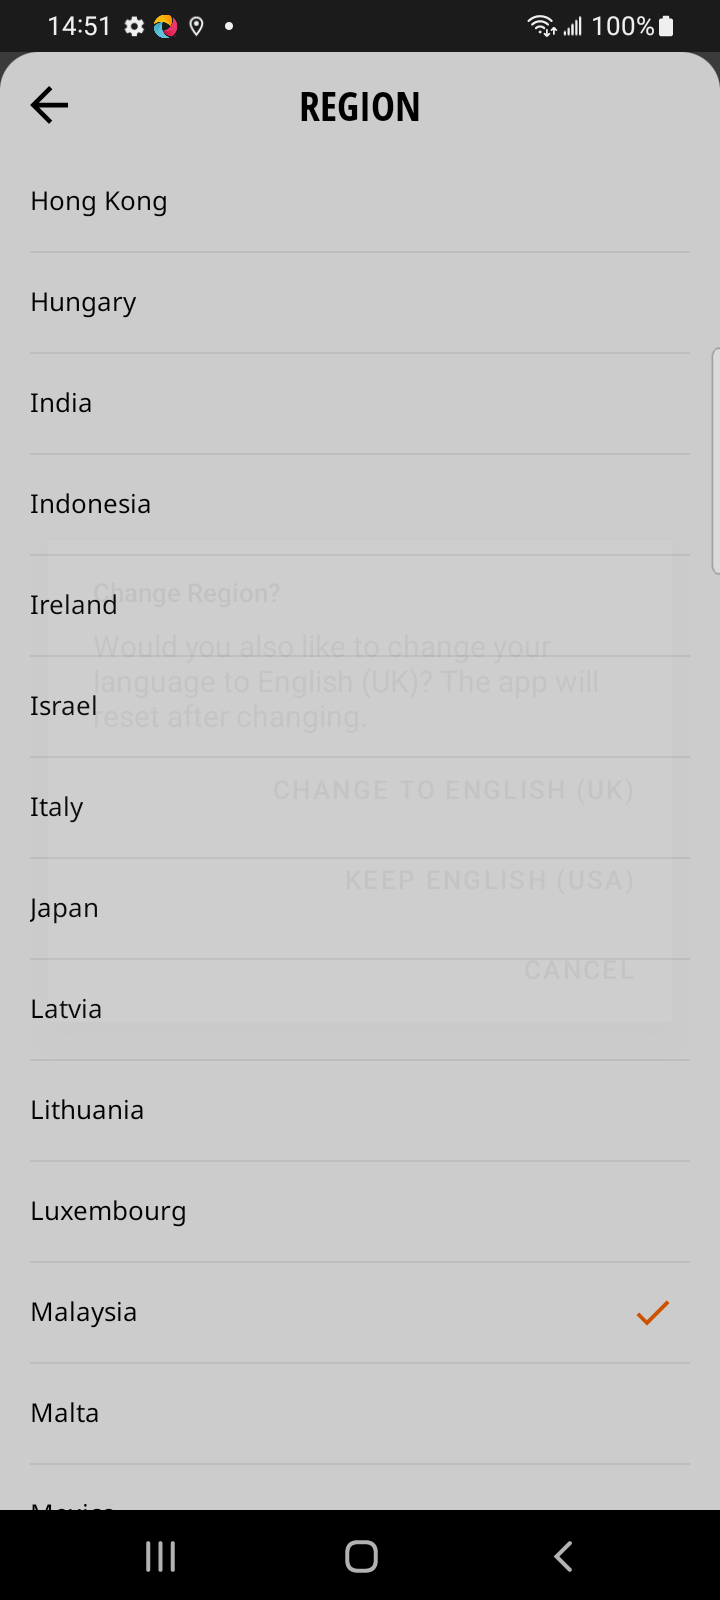 14:51
100%
REGION
Hong Kong
Hungary
India
Indonesia
Change Region?
Ireland
Would you also like to change your
language to English (UK)? The app will
Israel
reset after changing.
CHANGE TO ENGLISH (UK)
Italy
KEEP ENGLISH (USA)
Japan
CANCEL
Latvia
Lithuania
Luxembourg
Malaysia
Malta
Mexico